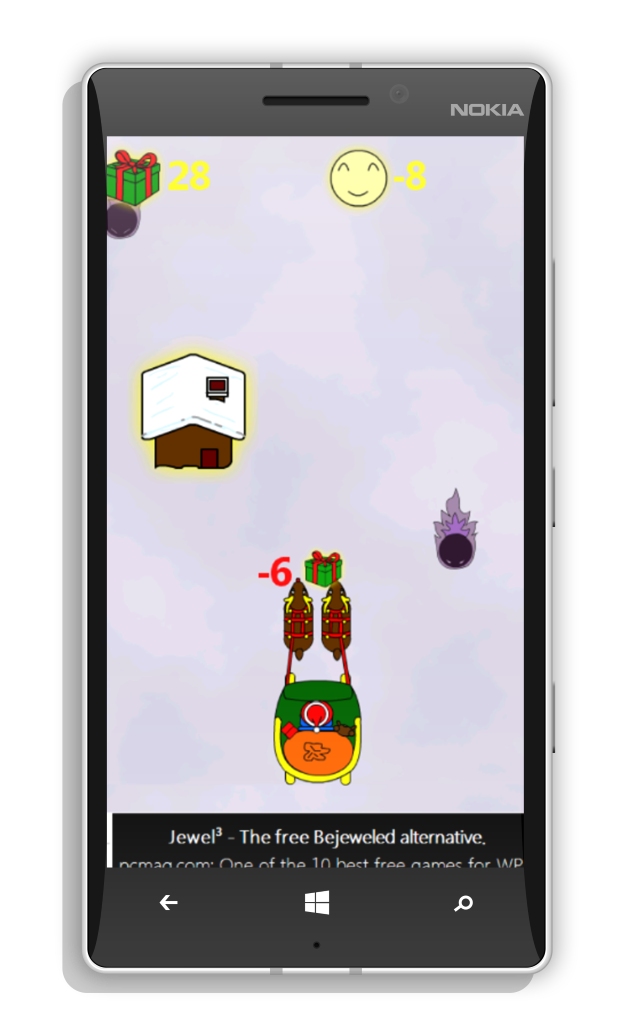 NOKIA
28
-8
-6
Jewel³ - The free Bejeweled alternative.
pcmag.com: One of the 10 best free games for WP